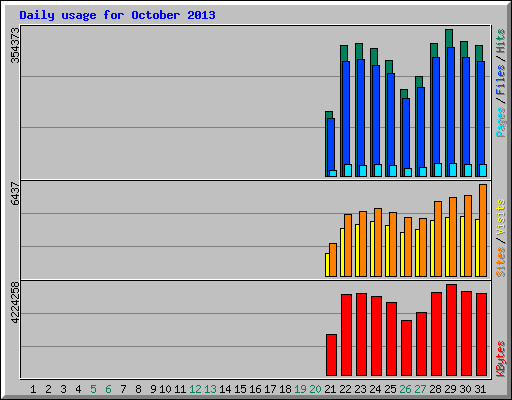 Daily usage for October 2013
354373
Pages / Files / Hits
6437
Sites / Visits
4224258
KBytes
1 2 3 4 5 6 7 8 9 10 11 12 13 14 15 16 17 18 19 20 21 22 23 24 25 26 27 28 29 30 31